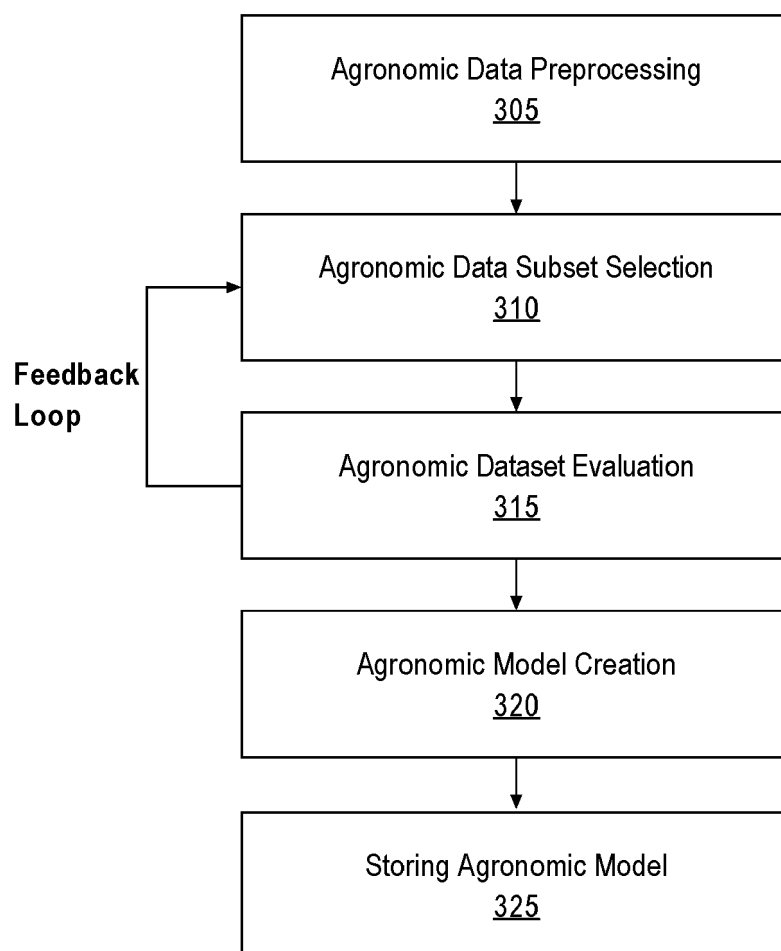 Agronomic Data Preprocessing
305
Agronomic Data Subset Selection
310
Feedback
Loop
Agronomic Dataset Evaluation
315
Agronomic Model Creation
320
Storing Agronomic Model
325